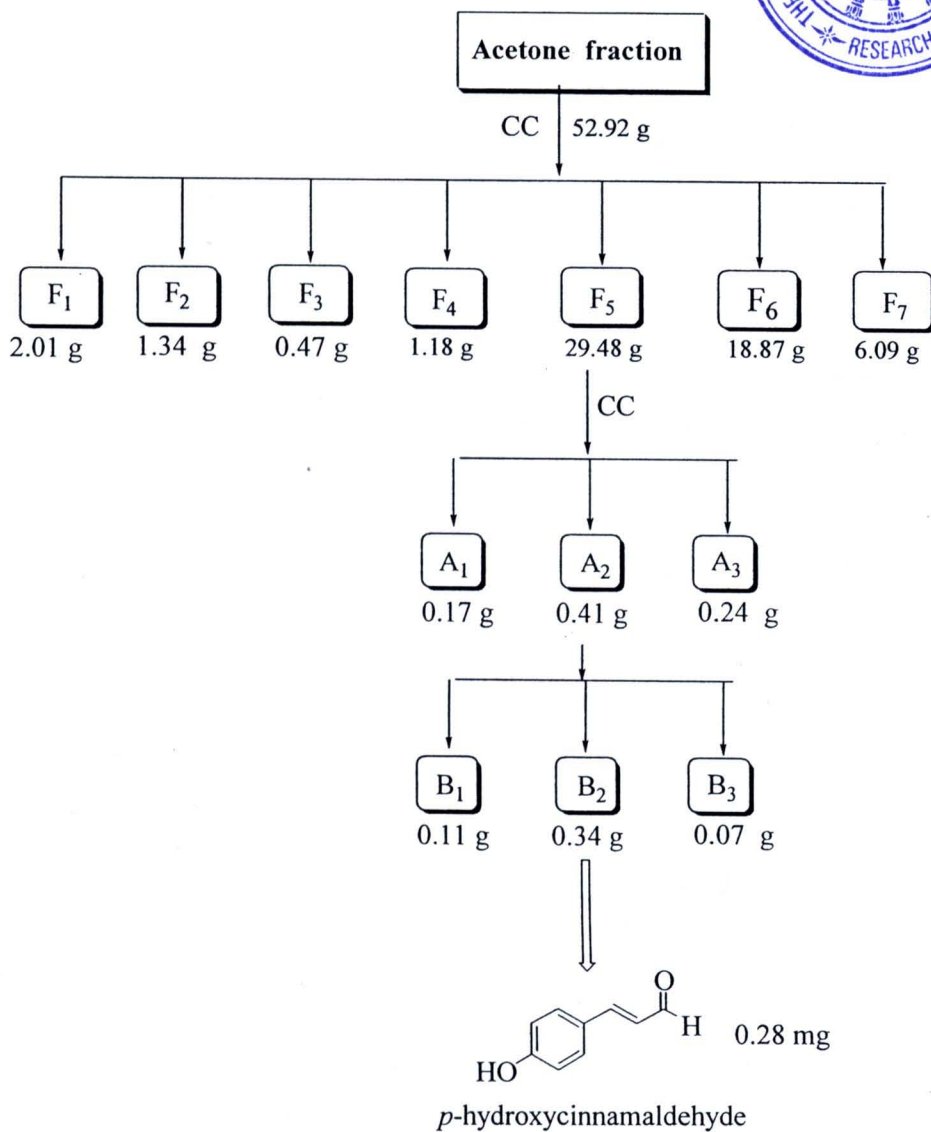 THE
RESEARCH
Acetone fraction
CC 52.92 g
F₁ F₂ F₃ F₄ F₅ F₆ F₇
2.01 g 1.34 g 0.47 g 1.18 g 29.48 g 18.87 g 6.09 g
CC
A₁ A₂ A₃
0.17 g 0.41 g 0.24 g
B₁ B₂ B₃
0.11 g 0.34 g 0.07 g
O
H 0.28 mg
HO
p-hydroxycinnamaldehyde